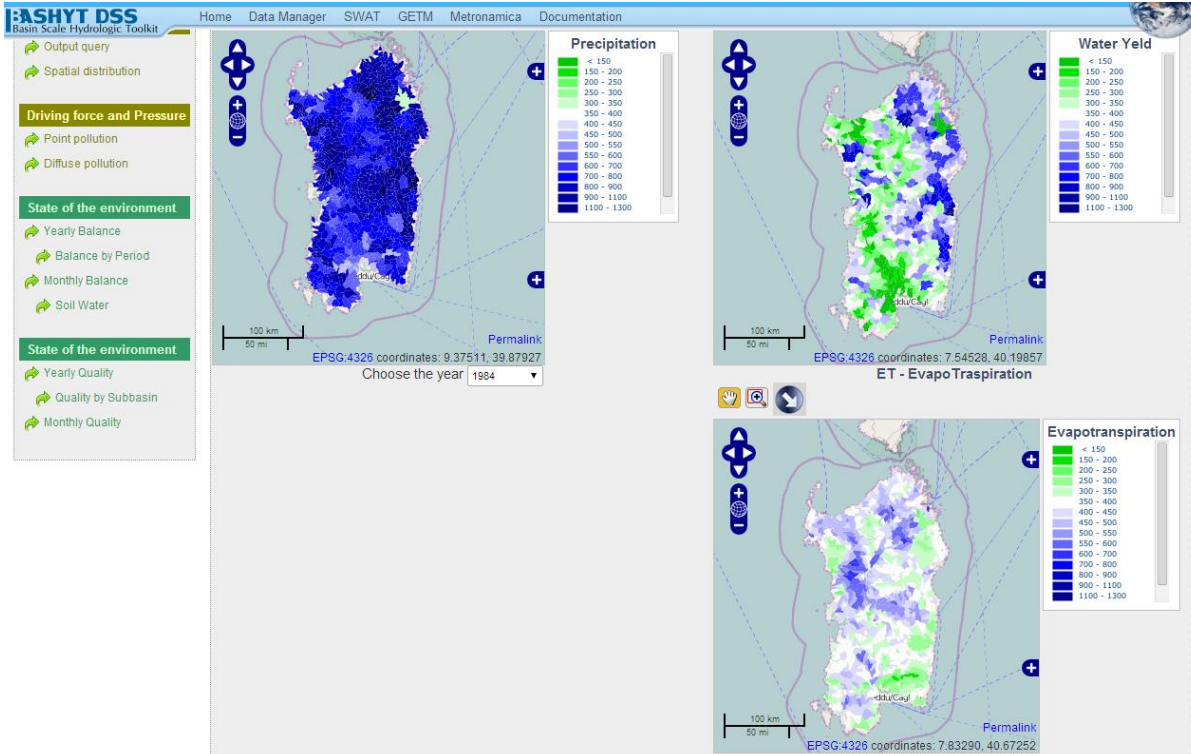 BASHYT DSS
Basin Scale Hydrologic Toolkit
Home Data Manager SWAT GETM Metronamica Documentation
Output query
Spatial distribution
Driving force and Pressure
Point pollution
Diffuse pollution
State of the environment
Yearly Balance
Balance by Period
Monthly Balance
Soil Water
State of the environment
Yearly Quality
Quality by Subbasin
Monthly Quality
ddu/Cagl
100 km
50 mi
Permalink
EPSG:4326 coordinates: 9.37511, 39.87927
Choose the year 1984
Precipitation
< 150
150 - 200
200 - 250
250 - 300
300 - 350
350 - 400
400 - 450
450 - 500
500 - 550
550 - 600
600 - 700
700 - 800
800 - 900
900 - 1100
1100 - 1300
ddu/Cagl
100 km
50 mi
Permalink
EPSG:4326 coordinates: 7.54528, 40.19857
Water Yeld
< 150
150 - 200
200 - 250
250 - 300
300 - 350
350 - 400
400 - 450
450 - 500
500 - 550
550 - 600
600 - 700
700 - 800
800 - 900
900 - 1100
1100 - 1300
ET - EvapoTraspiration
ddu/Cagl
100 km
50 mi
Permalink
EPSG:4326 coordinates: 7.83290, 40.67252
Evapotranspiration
< 150
150 - 200
200 - 250
250 - 300
300 - 350
350 - 400
400 - 450
450 - 500
500 - 550
550 - 600
600 - 700
700 - 800
800 - 900
900 - 1100
1100 - 1300